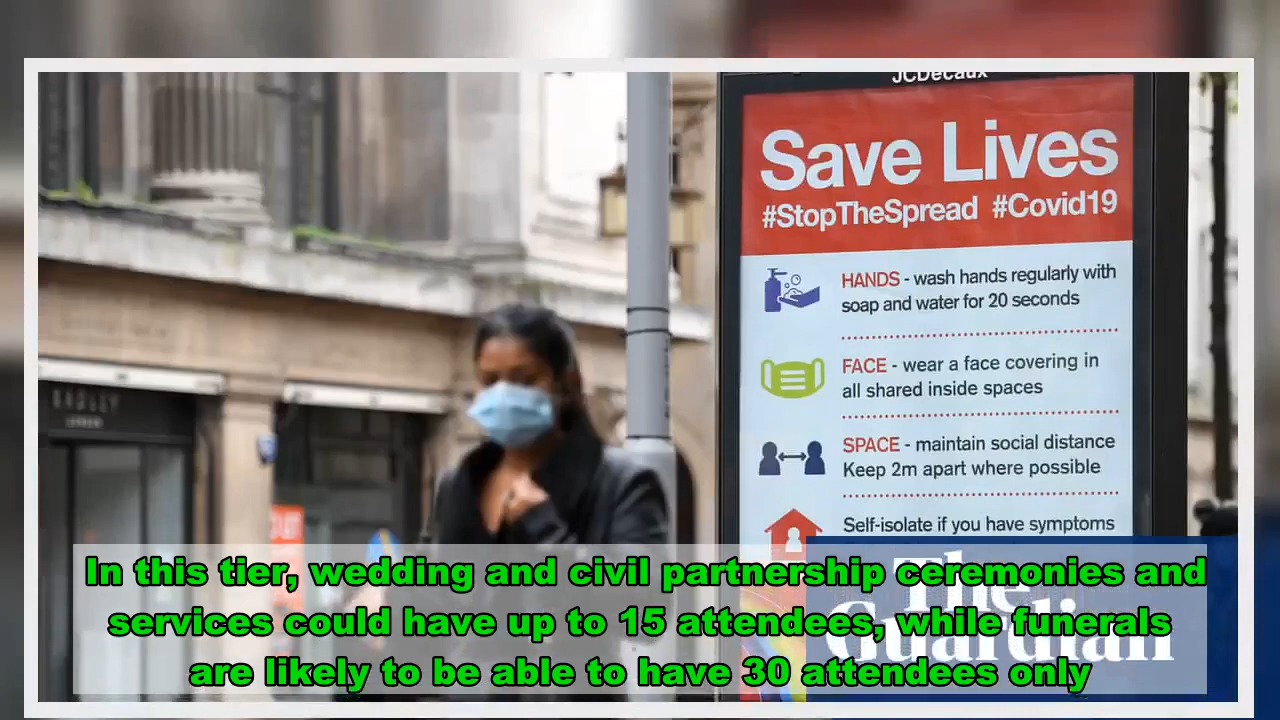 JCDecaux
Save Lives
#StopTheSpread #Covid19
HANDS - wash hands regularly with
soap and water for 20 seconds
FACE - wear a face covering in
all shared inside spaces
SPACE - maintain social distance
Keep 2m apart where possible
Self-isolate if you have symptoms
The
Guardian
In this tier, wedding and civil partnership ceremonies and
services could have up to 15 attendees, while funerals
are likely to be able to have 30 attendees only